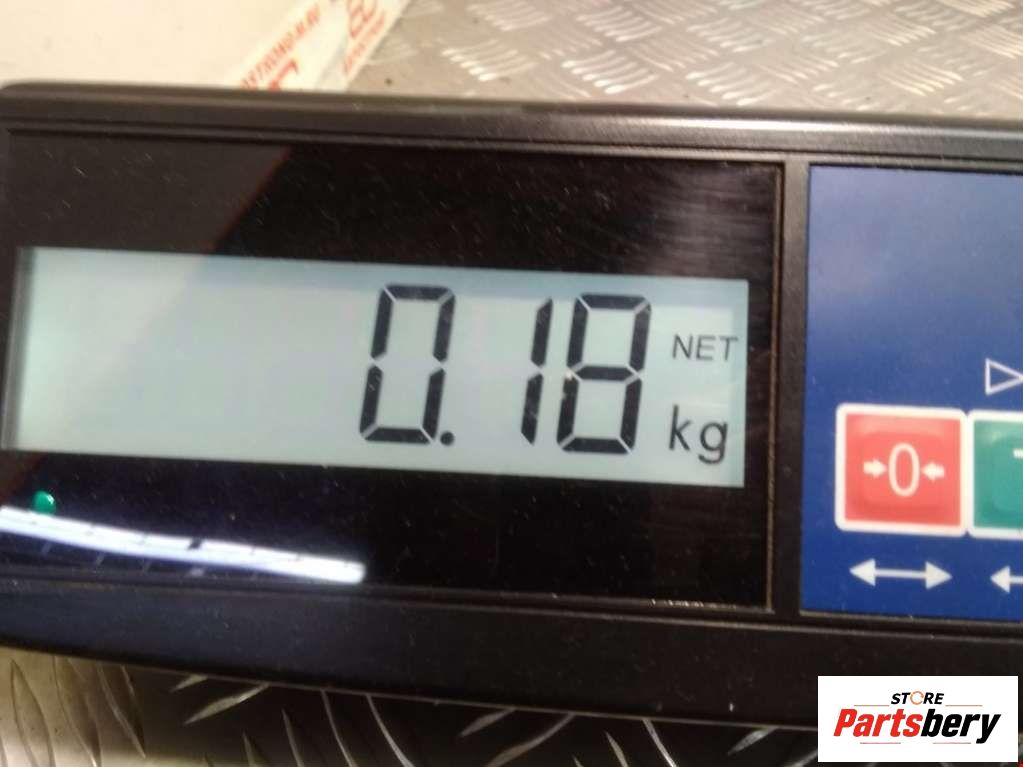 0.18
NET
kg
→0←
STORE
Partsbery